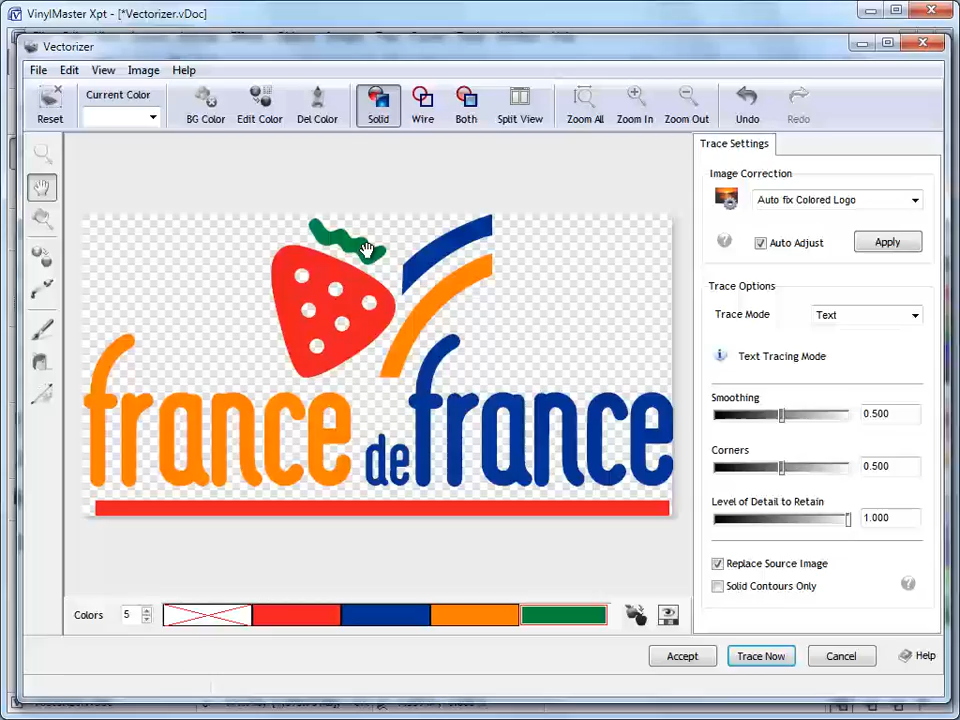 VinylMaster Xpt - [*Vectorizer.vDoc]
Vectorizer
File Edit View Image Help
Reset
Current Color
BG Color
Edit Color
Del Color
Solid
Wire
Both
Split View
Zoom All
Zoom In
Zoom Out
Undo
Redo
Trace Settings
Image Correction
Auto fix Colored Logo
Auto Adjust
Apply
Trace Options
Trace Mode Text
Text Tracing Mode
Smoothing
0.500
Corners
0.500
Level of Detail to Retain
1.000
Replace Source Image
Solid Contours Only
france de france
Colors 5
Accept Trace Now Cancel Help